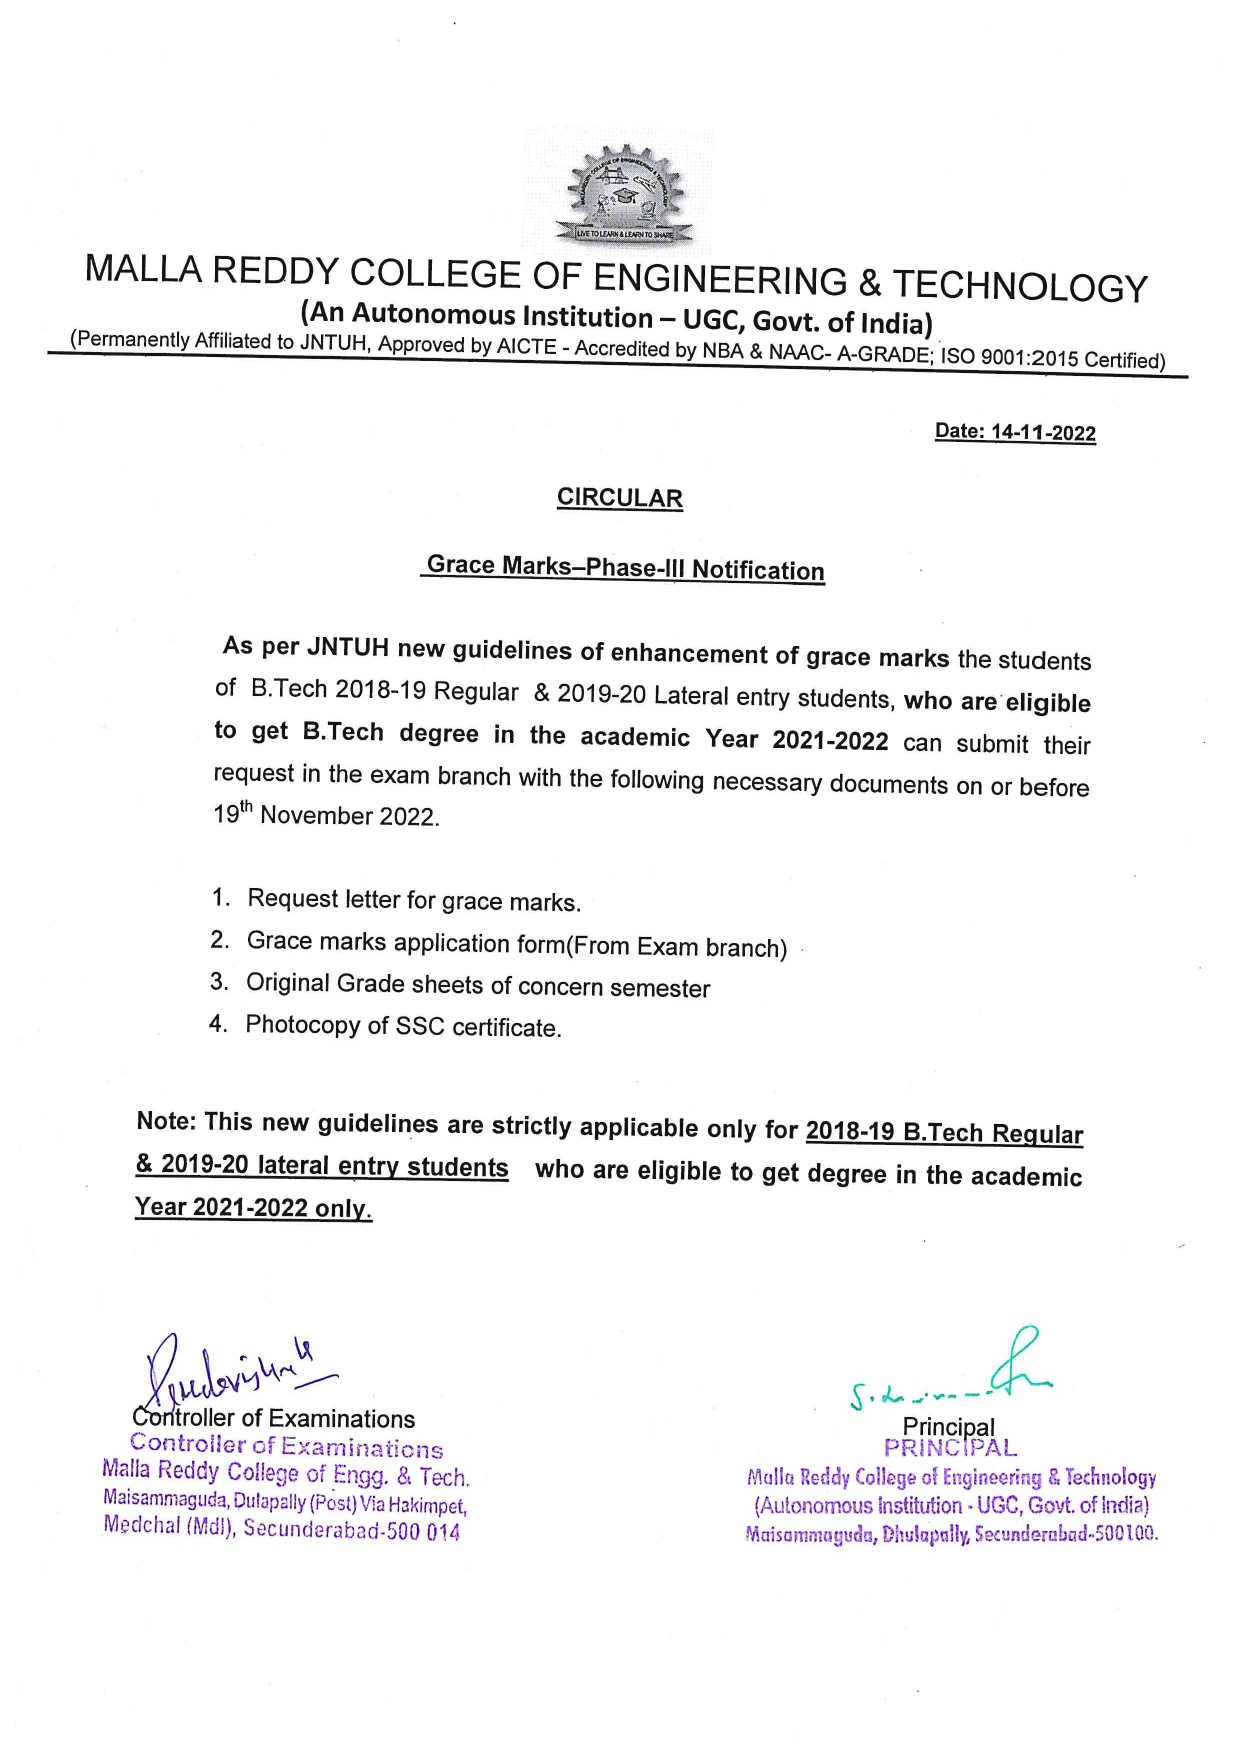 MALLAREDDY COLLEGE OF ENGINEERING & TECHNOLOGY
LIVE TO LEARN & LEARN TO SHARE
MALLA REDDY COLLEGE OF ENGINEERING & TECHNOLOGY
(An Autonomous Institution – UGC, Govt. of India)
(Permanently Affiliated to JNTUH, Approved by AICTE - Accredited by NBA & NAAC- A-GRADE; ISO 9001:2015 Certified)
Date: 14-11-2022
CIRCULAR
Grace Marks–Phase-III Notification
As per JNTUH new guidelines of enhancement of grace marks the students
of B.Tech 2018-19 Regular & 2019-20 Lateral entry students, who are eligible
to get B.Tech degree in the academic Year 2021-2022 can submit their
request in the exam branch with the following necessary documents on or before
19th November 2022.
1. Request letter for grace marks.
2. Grace marks application form(From Exam branch)
3. Original Grade sheets of concern semester
4. Photocopy of SSC certificate.
Note: This new guidelines are strictly applicable only for 2018-19 B.Tech Regular
& 2019-20 lateral entry students who are eligible to get degree in the academic
Year 2021-2022 only.
Controller of Examinations
Controller of Examinations
Malla Reddy College of Engg. & Tech.
Maisammaguda, Dulapally (Post) Via Hakimpet,
Medchal (Mdl), Secunderabad-500 014
Principal
PRINCIPAL
Malla Reddy College of Engineering & Technology
(Autonomous Institution - UGC, Govt. of India)
Maisammaguda, Dhulapally, Secunderabad-500100.